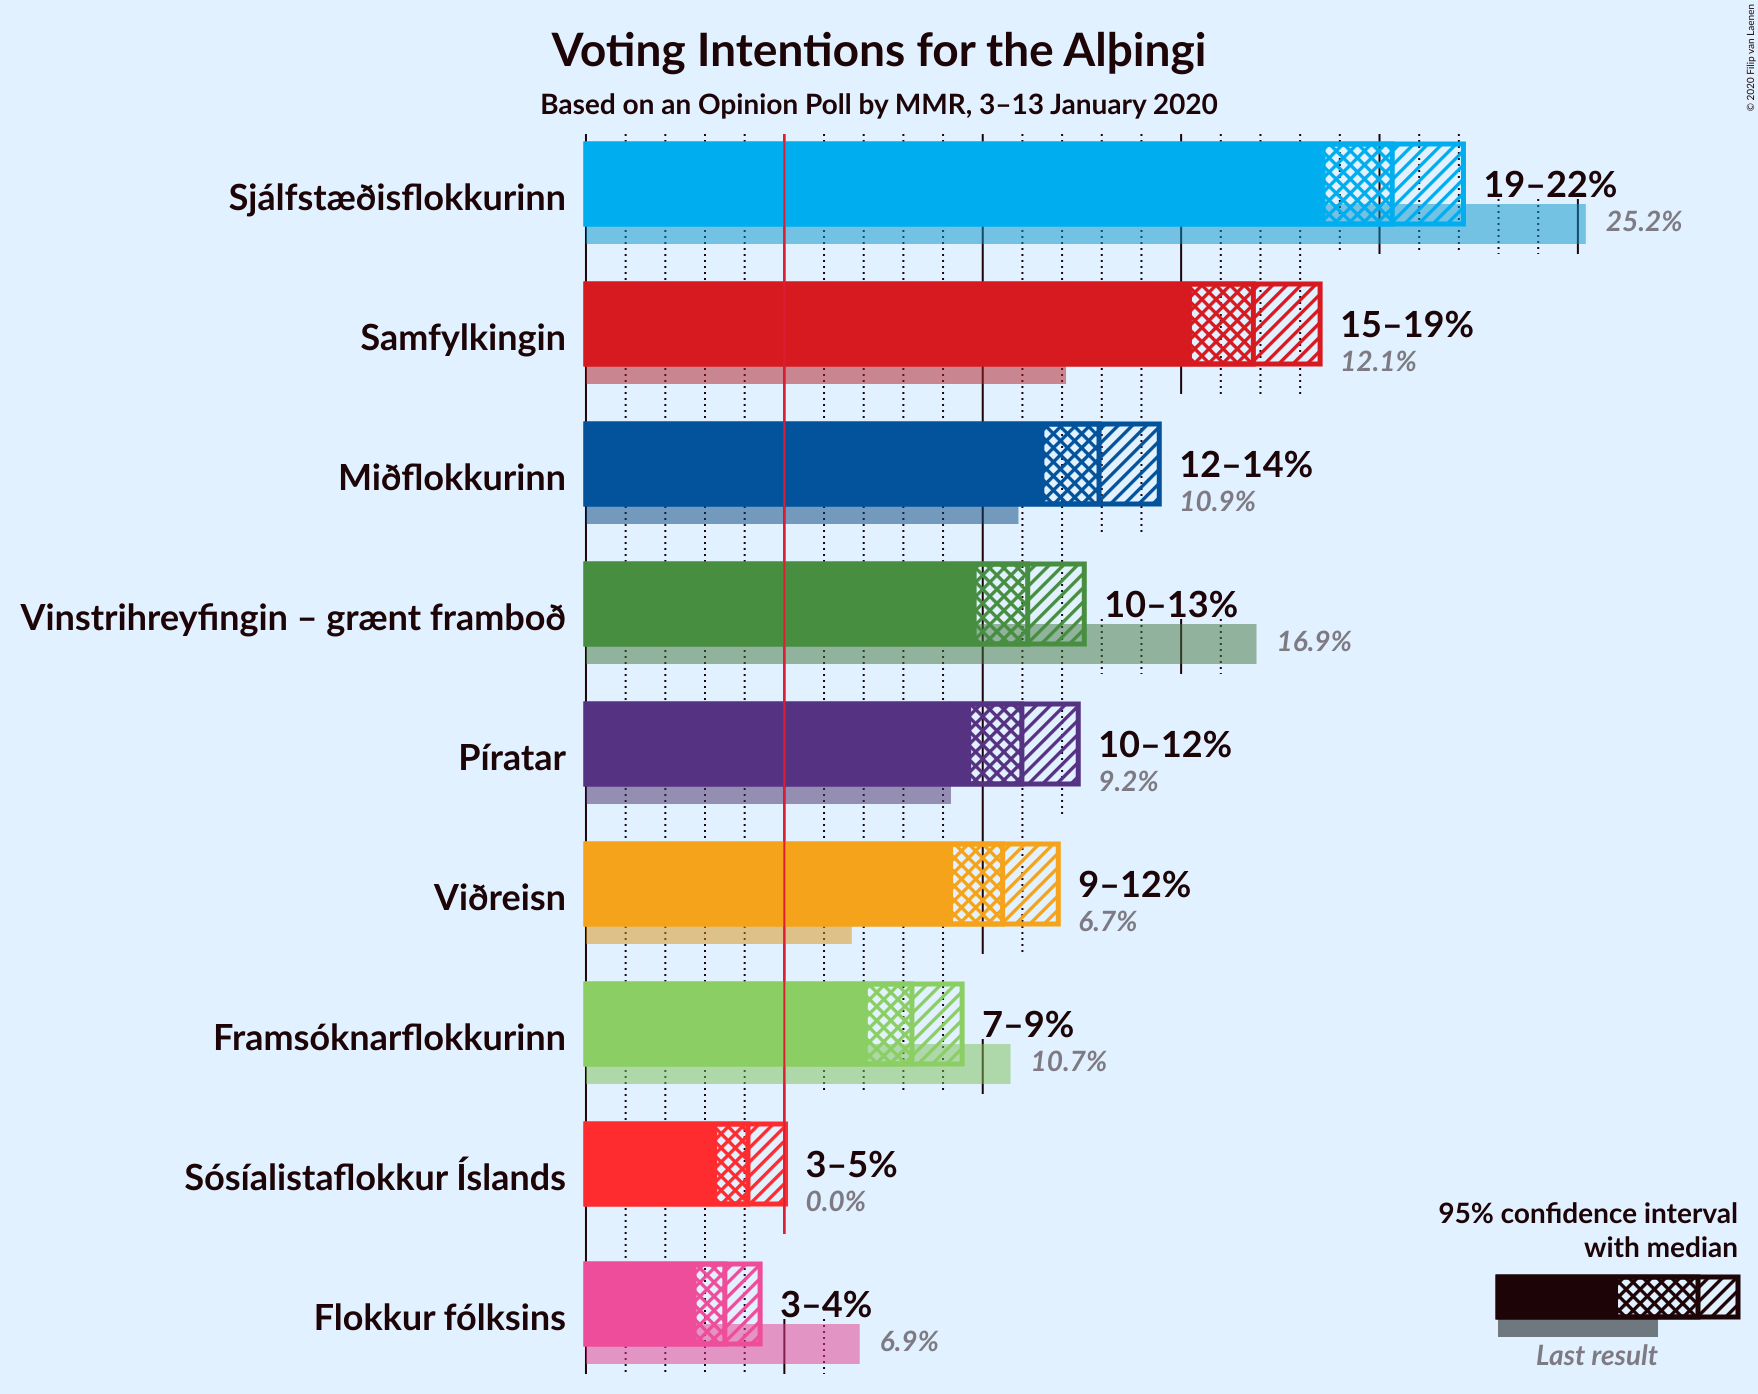 Voting Intentions for the Alþingi
Based on an Opinion Poll by MMR, 3–13 January 2020
© 2020 Filip van Laenen
Sjálfstæðisflokkurinn
19–22%
25.2%
Samfylkingin
15–19%
12.1%
Miðflokkurinn
12–14%
10.9%
Vinstrihreyfingin – grænt framboð
10–13%
16.9%
Píratar
10–12%
9.2%
Viðreisn
9–12%
6.7%
Framsóknarflokkurinn
7–9%
10.7%
Sósíalistaflokkur Íslands
3–5%
0.0%
Flokkur fólksins
3–4%
6.9%
95% confidence interval
with median
Last result